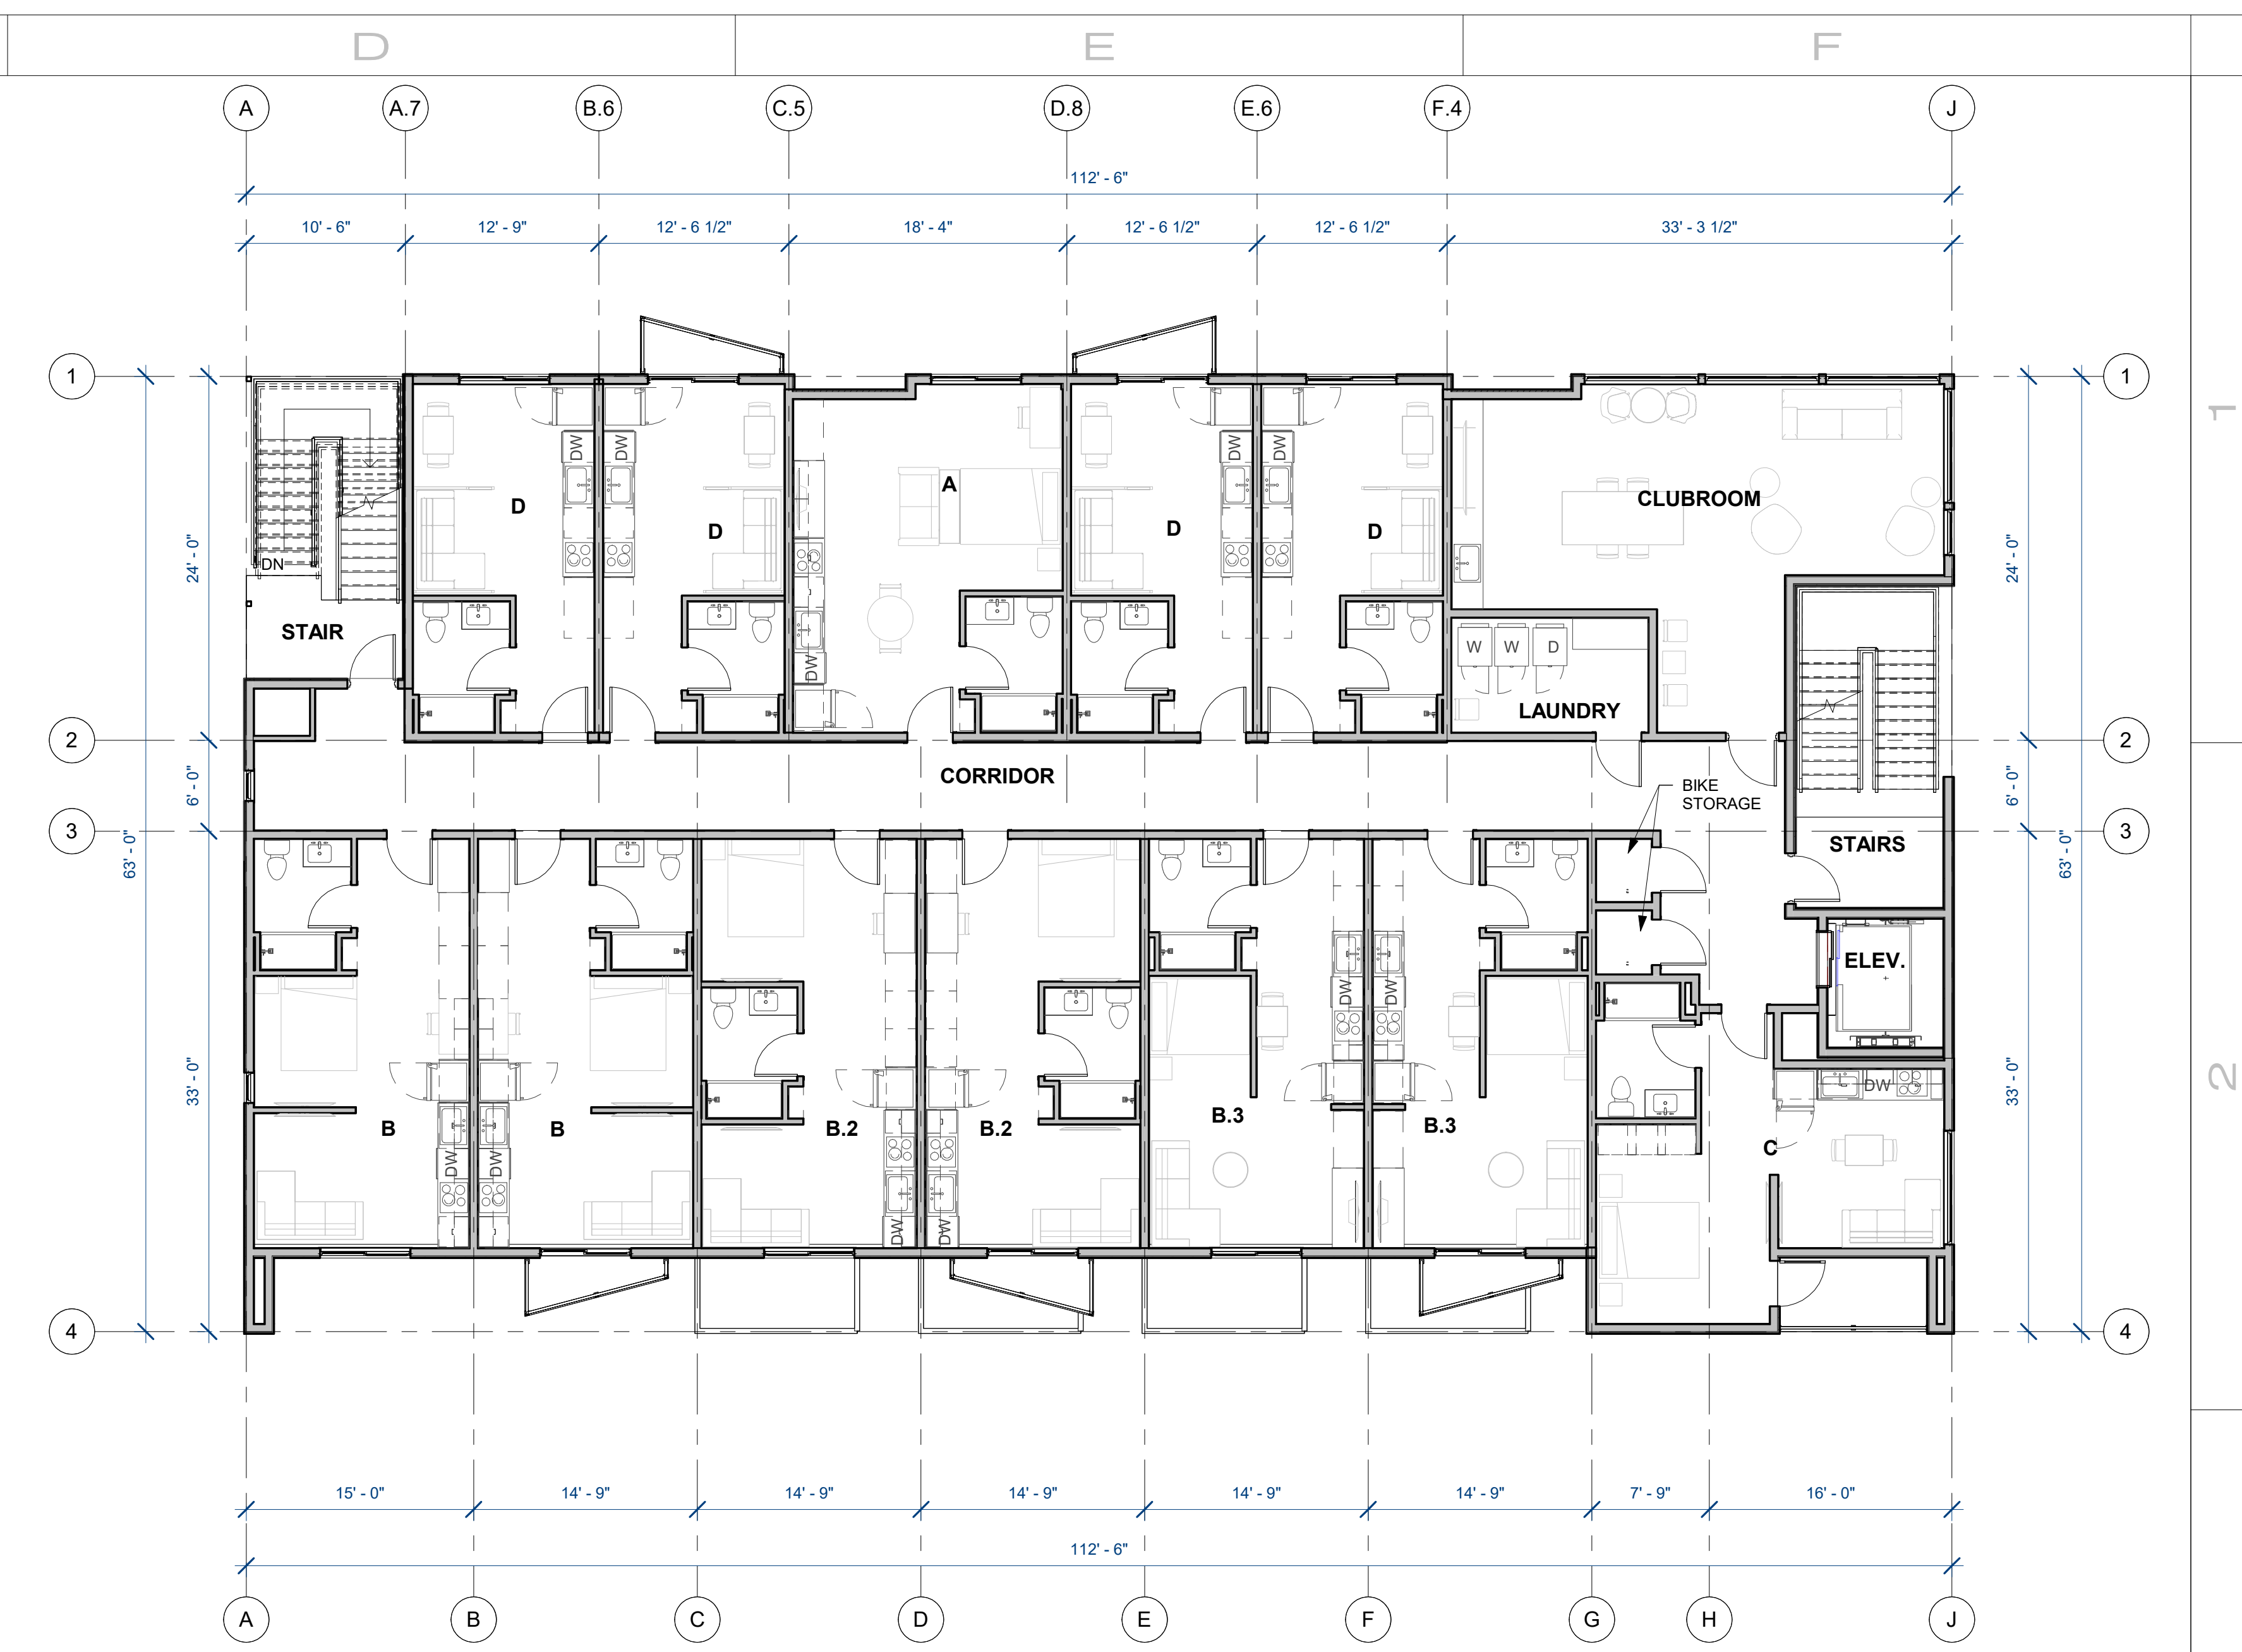 D E F
A A.7 B.6 C.5 D.8 E.6 F.4 J
112' - 6"
10' - 6" 12' - 9" 12' - 6 1/2" 18' - 4" 12' - 6 1/2" 12' - 6 1/2" 33' - 3 1/2"
1 1
1
DW DW DW DW
A
CLUBROOM
D D D D
24' - 0" 24' - 0"
DN
STAIR
W W D
DW
LAUNDRY
2 2
CORRIDOR
6' - 0" 6' - 0"
BIKE
STORAGE
3 3
63' - 0" 63' - 0"
STAIRS
ELEV.
DW DW
33' - 0" 33' - 0"
2
DW
B B B.2 B.2 B.3 B.3 C
DW DW
DW DW
4 4
15' - 0" 14' - 9" 14' - 9" 14' - 9" 14' - 9" 14' - 9" 7' - 9" 16' - 0"
112' - 6"
A B C D E F G H J